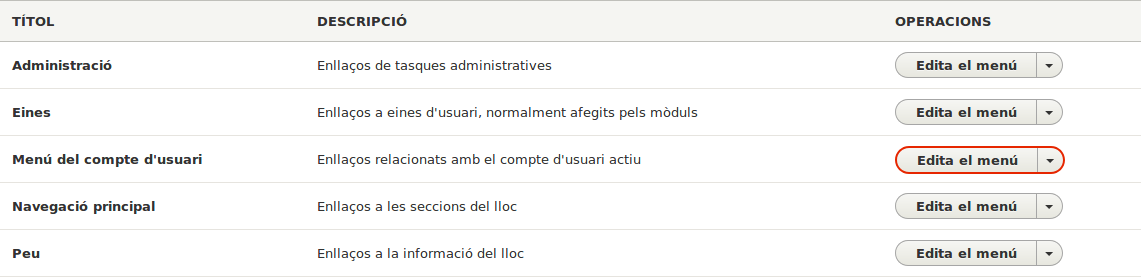 TÍTOL DESCRIPCIÓ OPERACIONS
Administració Enllaços de tasques administratives Edita el menú
Eines Enllaços a eines d'usuari, normalment afegits pels mòduls Edita el menú
Menú del compte d'usuari Enllaços relacionats amb el compte d'usuari actiu Edita el menú
Navegació principal Enllaços a les seccions del lloc Edita el menú
Peu Enllaços a la informació del lloc Edita el menú